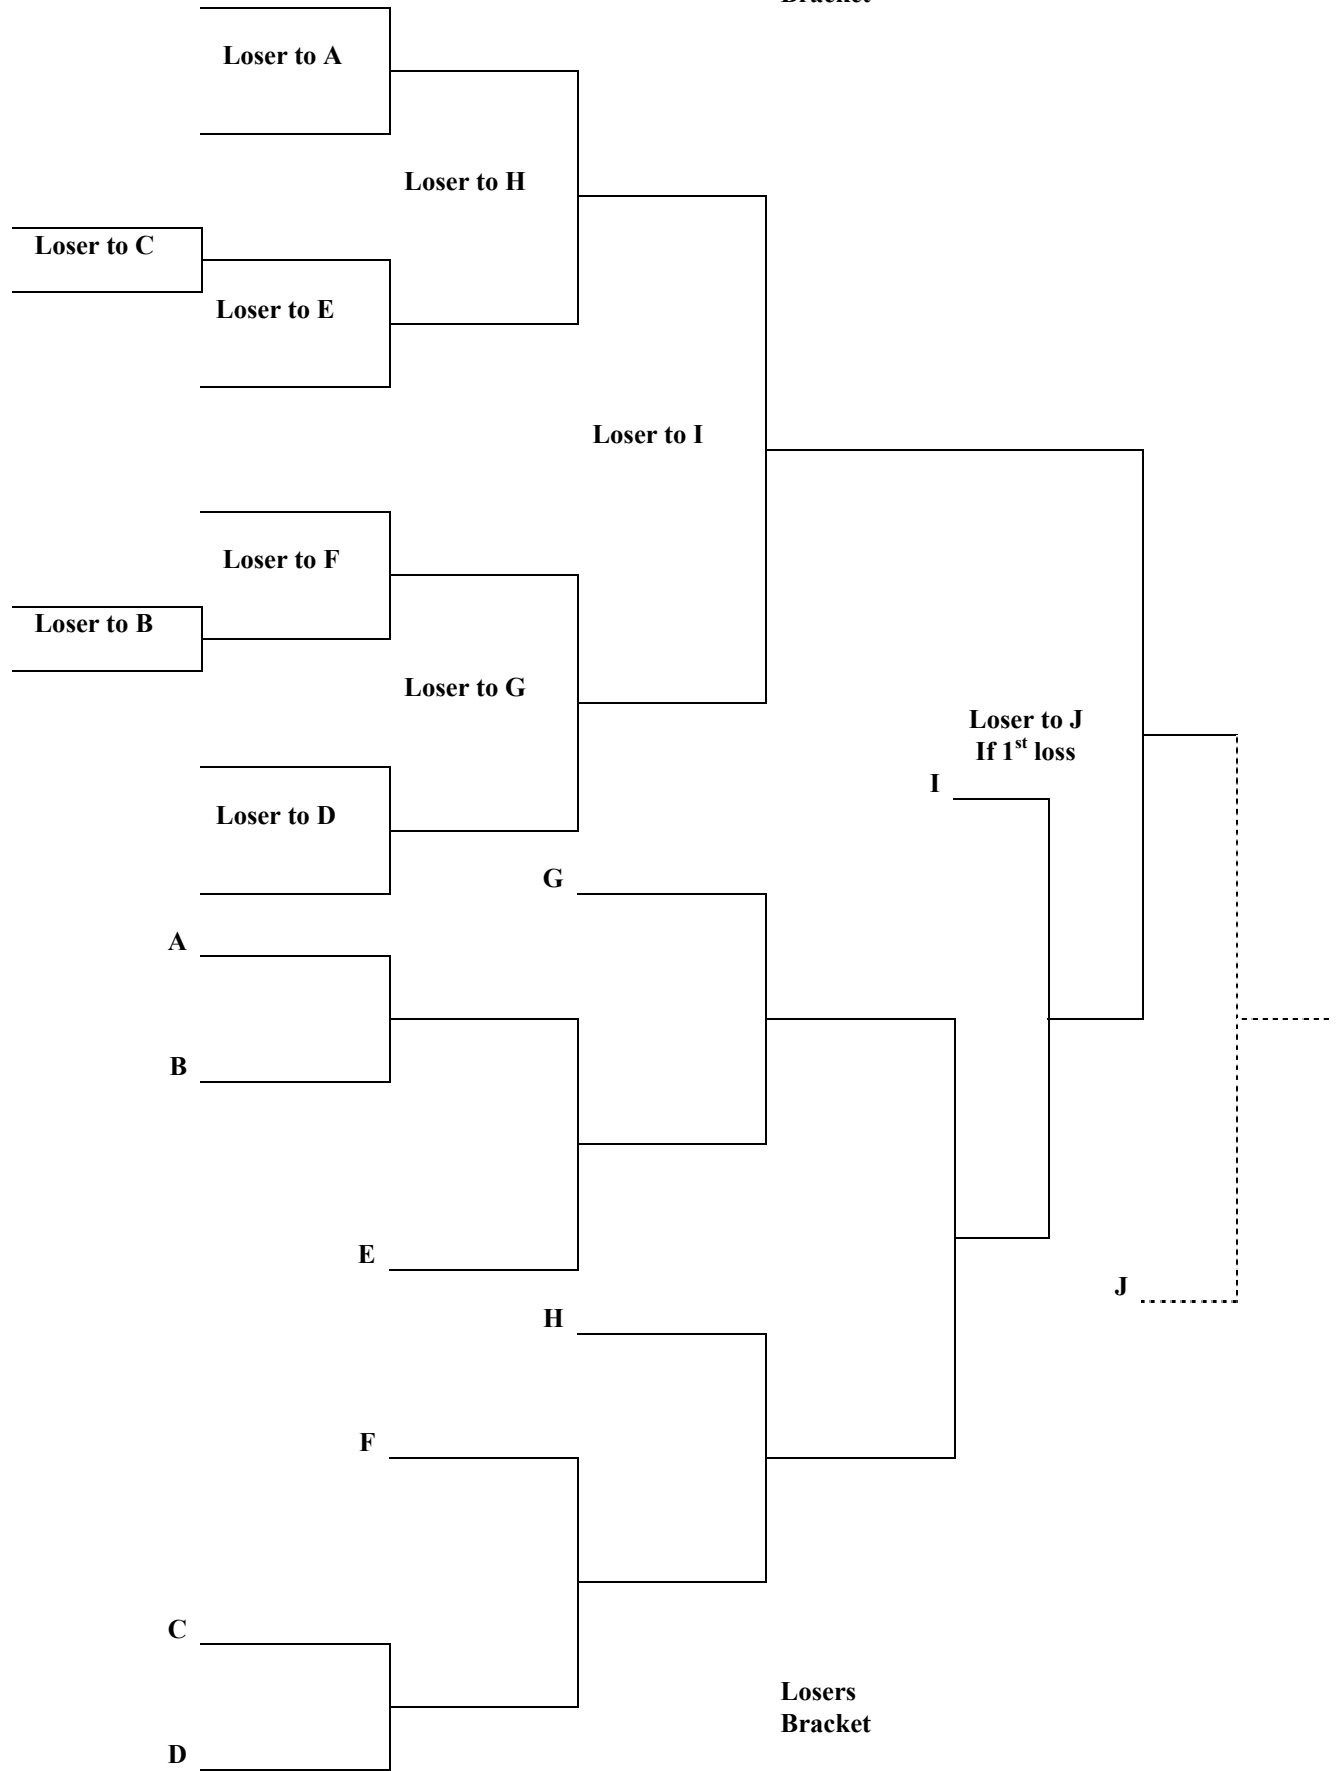 Bracket
Loser to A
Loser to H
Loser to C
Loser to E
Loser to I
Loser to F
Loser to B
Loser to G
Loser to J
If 1st loss
I
Loser to D
G
A
B
E
J
H
F
C
Losers
Bracket
D